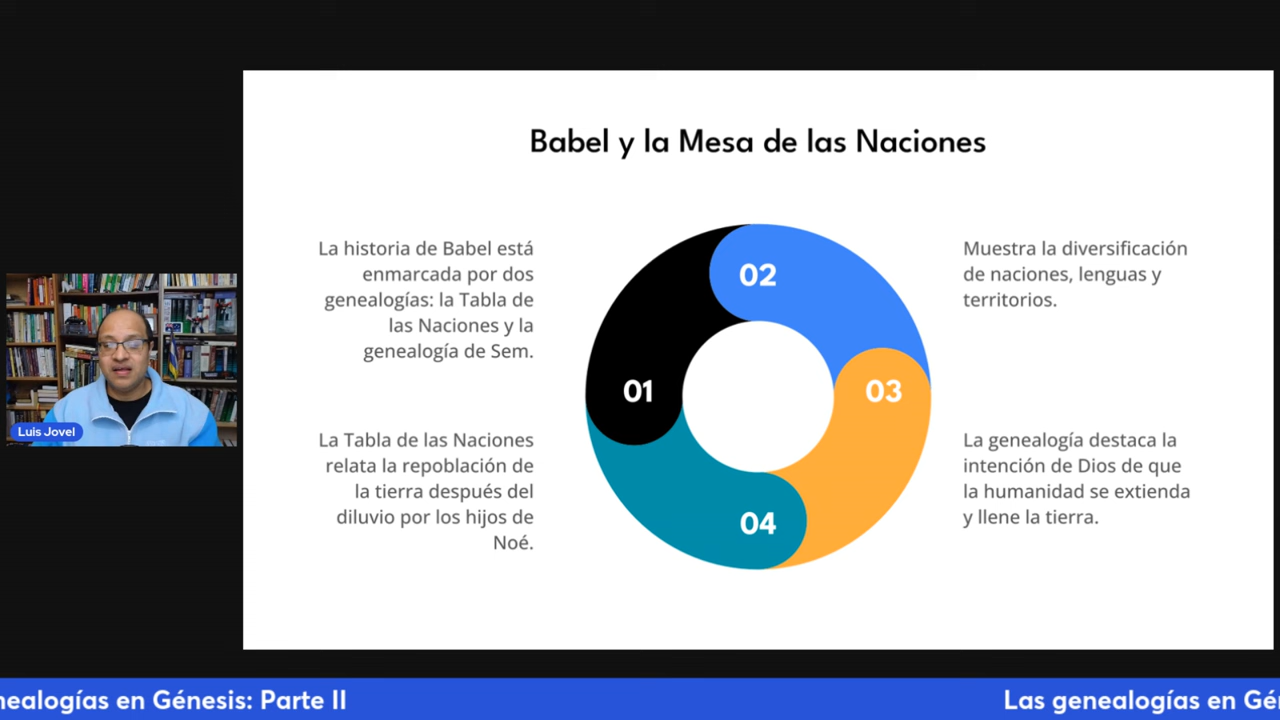 Babel y la Mesa de las Naciones
La historia de Babel está
enmarcada por dos
genealogías: la Tabla de
las Naciones y la
genealogía de Sem.
02
Muestra la diversificación
de naciones, lenguas y
territorios.
01
03
La Tabla de las Naciones
relata la repoblación de
la tierra después del
diluvio por los hijos de
Noé.
04
La genealogía destaca la
intención de Dios de que
la humanidad se extienda
y llene la tierra.
Luis Jovel
nealogías en Génesis: Parte II
Las genealogías en Gén